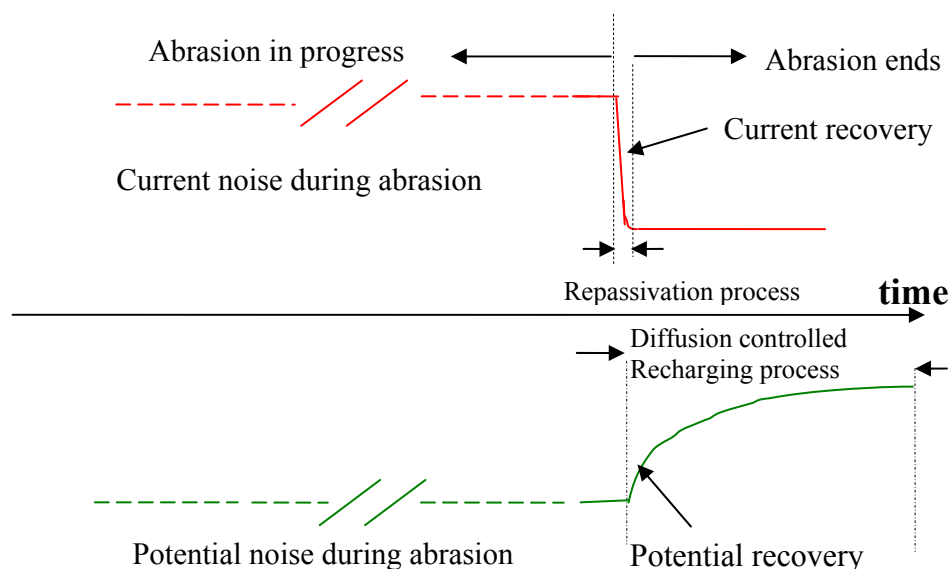 Abrasion in progress
Abrasion ends
Current recovery
Current noise during abrasion
Repassivation process
time
Diffusion controlled
Recharging process
Potential noise during abrasion
Potential recovery